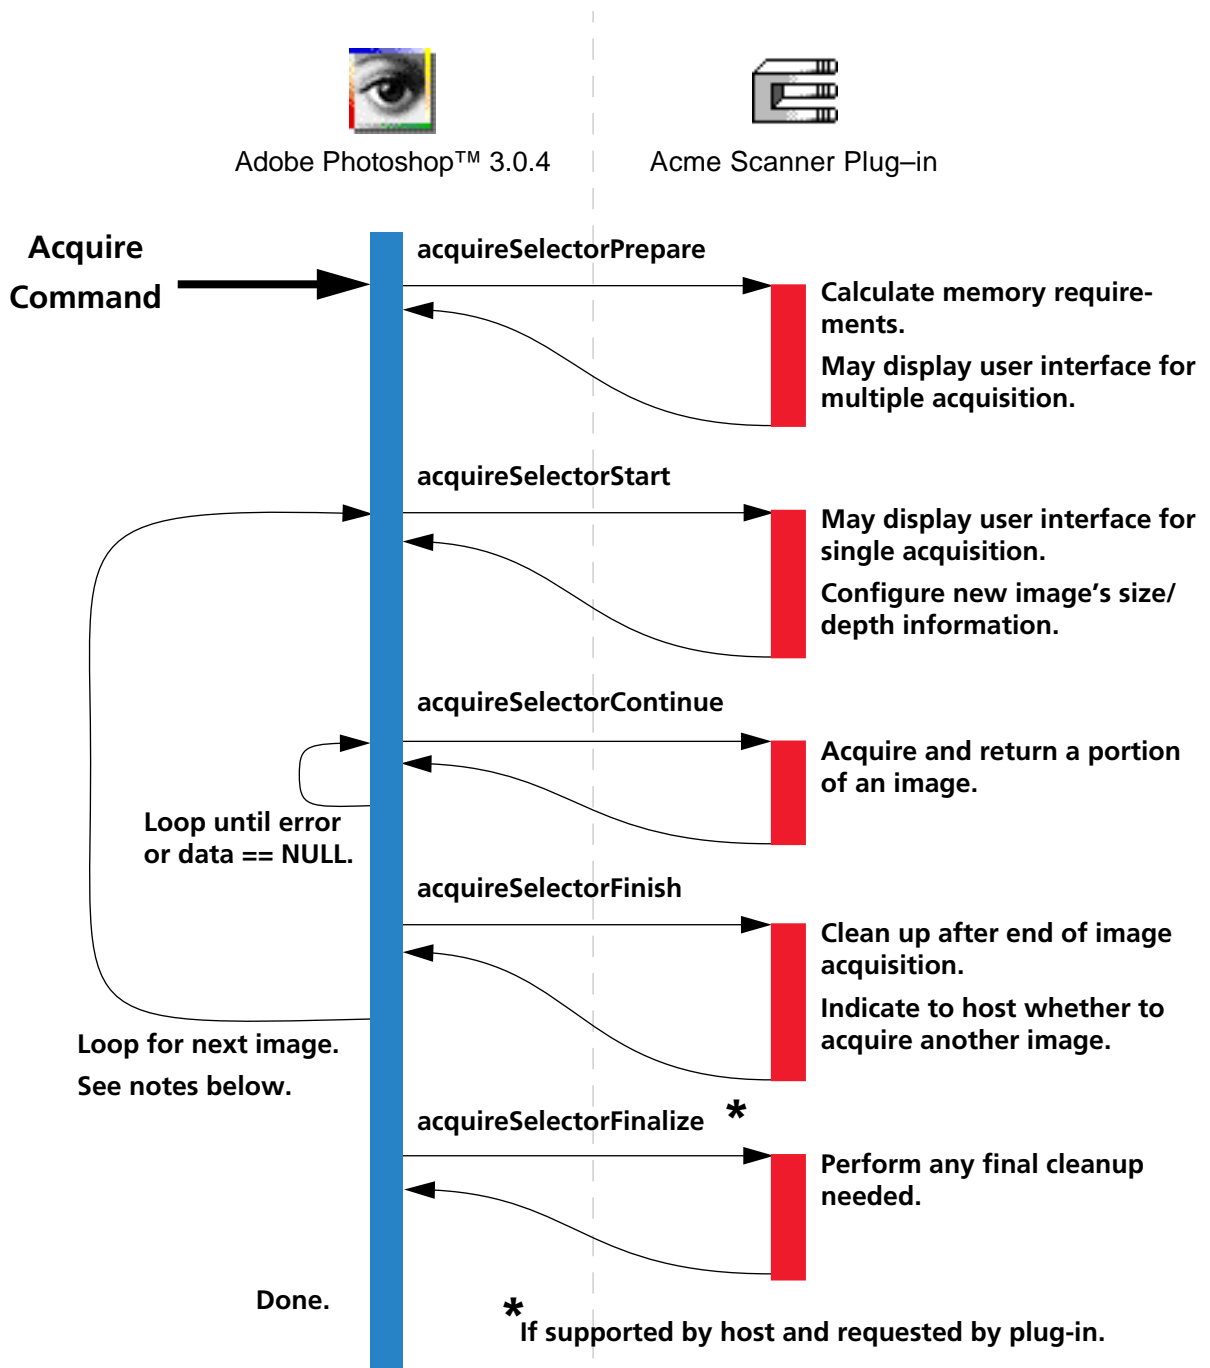 Adobe Photoshop™ 3.0.4
Acme Scanner Plug–in
Acquire
Command
acquireSelectorPrepare
Calculate memory require-
ments.
May display user interface for
multiple acquisition.
acquireSelectorStart
May display user interface for
single acquisition.
Configure new image’s size/
depth information.
acquireSelectorContinue
Acquire and return a portion
of an image.
Loop until error
or data == NULL.
acquireSelectorFinish
Clean up after end of image
acquisition.
Indicate to host whether to
acquire another image.
Loop for next image.
See notes below.
acquireSelectorFinalize *
Perform any final cleanup
needed.
Done.
*If supported by host and requested by plug-in.